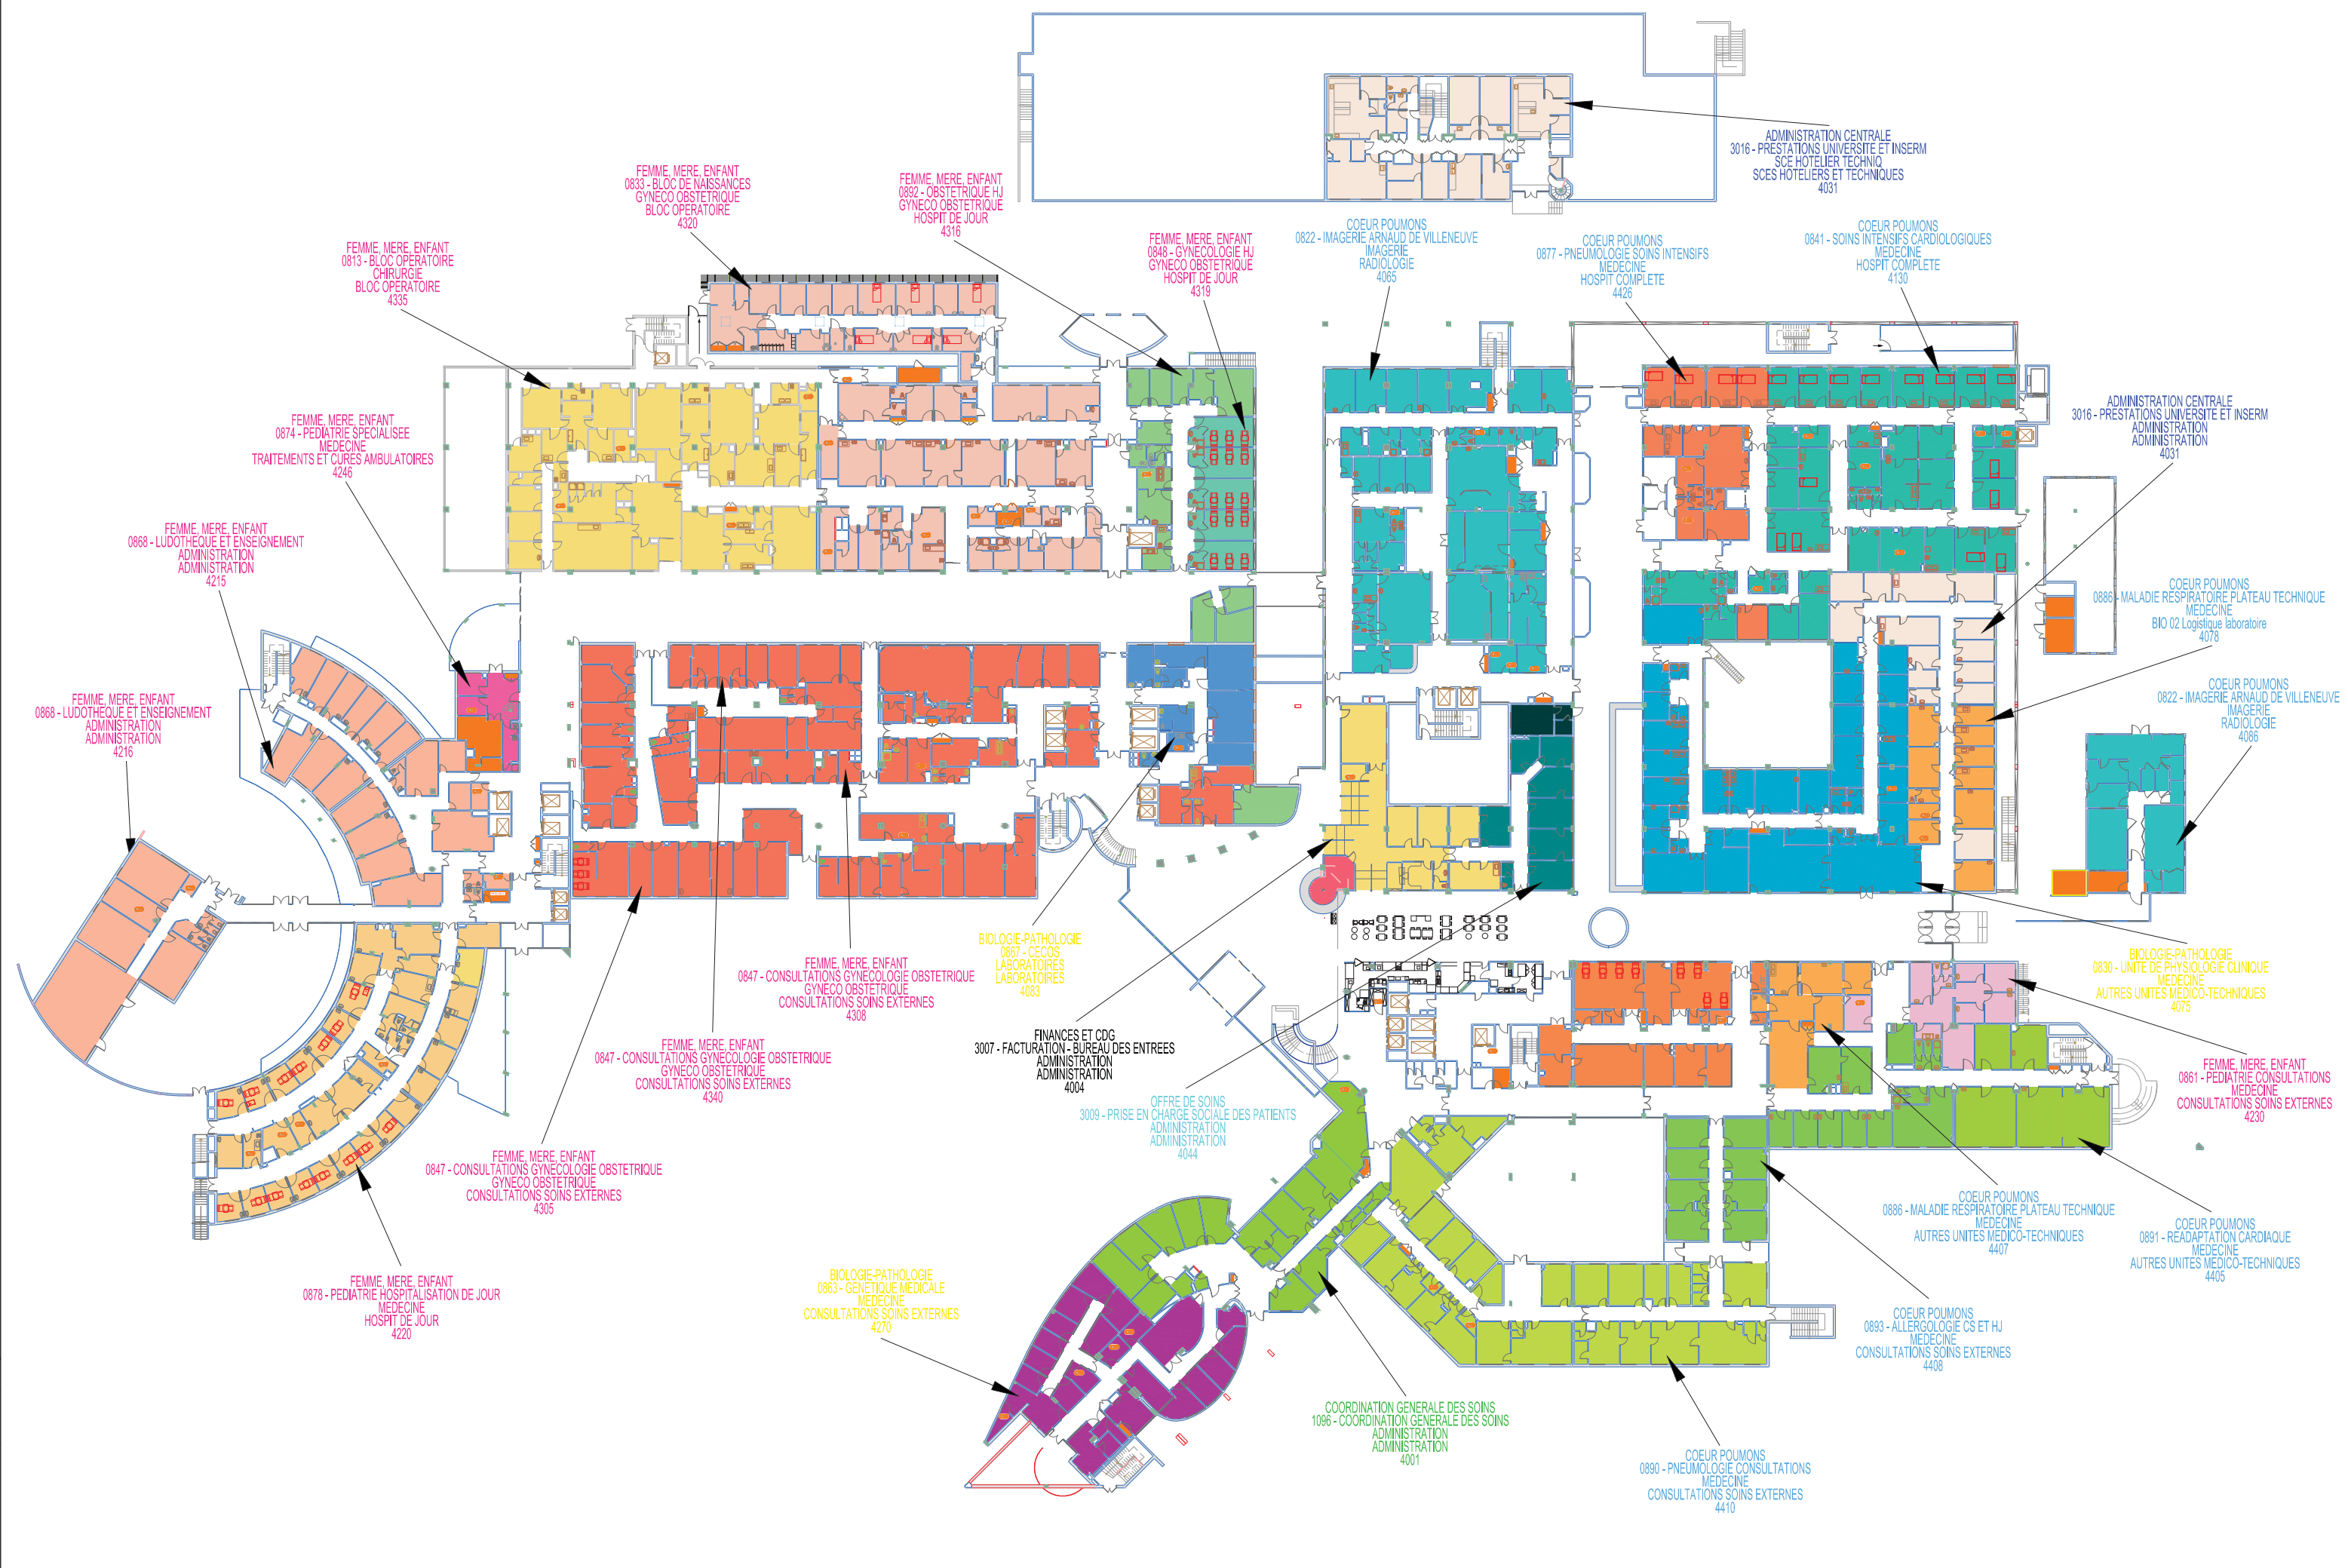 ADMINISTRATION CENTRALE
3016 - PRESTATIONS UNIVERSITE ET INSERM
SCE HOTELIER TECHNIQ
SCES HOTELIERS ET TECHNIQUES
4031
FEMME, MERE, ENFANT
0833 - BLOC DE NAISSANCES
GYNECO OBSTETRIQUE
BLOC OPERATOIRE
4320
FEMME, MERE, ENFANT
0892 - OBSTETRIQUE HJ
GYNECO OBSTETRIQUE
HOSPIT DE JOUR
4316
FEMME, MERE, ENFANT
0848 - GYNECOLOGIE HJ
GYNECO OBSTETRIQUE
HOSPIT DE JOUR
4319
COEUR POUMONS
0822 - IMAGERIE ARNAUD DE VILLENEUVE
IMAGERIE
RADIOLOGIE
4065
COEUR POUMONS
0877 - PNEUMOLOGIE SOINS INTENSIFS
MEDECINE
HOSPIT COMPLETE
4426
COEUR POUMONS
0841 - SOINS INTENSIFS CARDIOLOGIQUES
MEDECINE
HOSPIT COMPLETE
4130
FEMME, MERE, ENFANT
0813 - BLOC OPERATOIRE
CHIRURGIE
BLOC OPERATOIRE
4335
FEMME, MERE, ENFANT
0874 - PEDIATRIE SPECIALISEE
MEDECINE
TRAITEMENTS ET CURES AMBULATOIRES
4246
ADMINISTRATION CENTRALE
3016 - PRESTATIONS UNIVERSITE ET INSERM
ADMINISTRATION
ADMINISTRATION
4031
FEMME, MERE, ENFANT
0868 - LUDOTHEQUE ET ENSEIGNEMENT
ADMINISTRATION
ADMINISTRATION
4215
COEUR POUMONS
0886 - MALADIE RESPIRATOIRE PLATEAU TECHNIQUE
MEDECINE
BIO 02 Logistique laboratoire
4078
FEMME, MERE, ENFANT
0868 - LUDOTHEQUE ET ENSEIGNEMENT
ADMINISTRATION
ADMINISTRATION
4216
COEUR POUMONS
0822 - IMAGERIE ARNAUD DE VILLENEUVE
IMAGERIE
RADIOLOGIE
4086
BIOLOGIE-PATHOLOGIE
0867 - CECOS
LABORATOIRES
LABORATOIRES
4083
BIOLOGIE-PATHOLOGIE
0830 - UNITE DE PHYSIOLOGIE CLINIQUE
MEDECINE
AUTRES UNITES MEDICO-TECHNIQUES
4075
FEMME, MERE, ENFANT
0847 - CONSULTATIONS GYNECOLOGIE OBSTETRIQUE
GYNECO OBSTETRIQUE
CONSULTATIONS SOINS EXTERNES
4308
FINANCES ET CDG
3007 - FACTURATION - BUREAU DES ENTREES
ADMINISTRATION
ADMINISTRATION
4004
FEMME, MERE, ENFANT
0847 - CONSULTATIONS GYNECOLOGIE OBSTETRIQUE
GYNECO OBSTETRIQUE
CONSULTATIONS SOINS EXTERNES
4340
FEMME, MERE, ENFANT
0861 - PEDIATRIE CONSULTATIONS
MEDECINE
CONSULTATIONS SOINS EXTERNES
4230
OFFRE DE SOINS
3009 - PRISE EN CHARGE SOCIALE DES PATIENTS
ADMINISTRATION
ADMINISTRATION
4044
FEMME, MERE, ENFANT
0847 - CONSULTATIONS GYNECOLOGIE OBSTETRIQUE
GYNECO OBSTETRIQUE
CONSULTATIONS SOINS EXTERNES
4305
COEUR POUMONS
0886 - MALADIE RESPIRATOIRE PLATEAU TECHNIQUE
MEDECINE
AUTRES UNITES MEDICO-TECHNIQUES
4407
COEUR POUMONS
0891 - READAPTATION CARDIAQUE
MEDECINE
AUTRES UNITES MEDICO-TECHNIQUES
4405
FEMME, MERE, ENFANT
0878 - PEDIATRIE HOSPITALISATION DE JOUR
MEDECINE
HOSPIT DE JOUR
4220
BIOLOGIE-PATHOLOGIE
0863 - GENETIQUE MEDICALE
MEDECINE
CONSULTATIONS SOINS EXTERNES
4270
COEUR POUMONS
0893 - ALLERGOLOGIE CS ET HJ
MEDECINE
CONSULTATIONS SOINS EXTERNES
4408
COORDINATION GENERALE DES SOINS
1096 - COORDINATION GENERALE DES SOINS
ADMINISTRATION
ADMINISTRATION
4001
COEUR POUMONS
0890 - PNEUMOLOGIE CONSULTATIONS
MEDECINE
CONSULTATIONS SOINS EXTERNES
4410